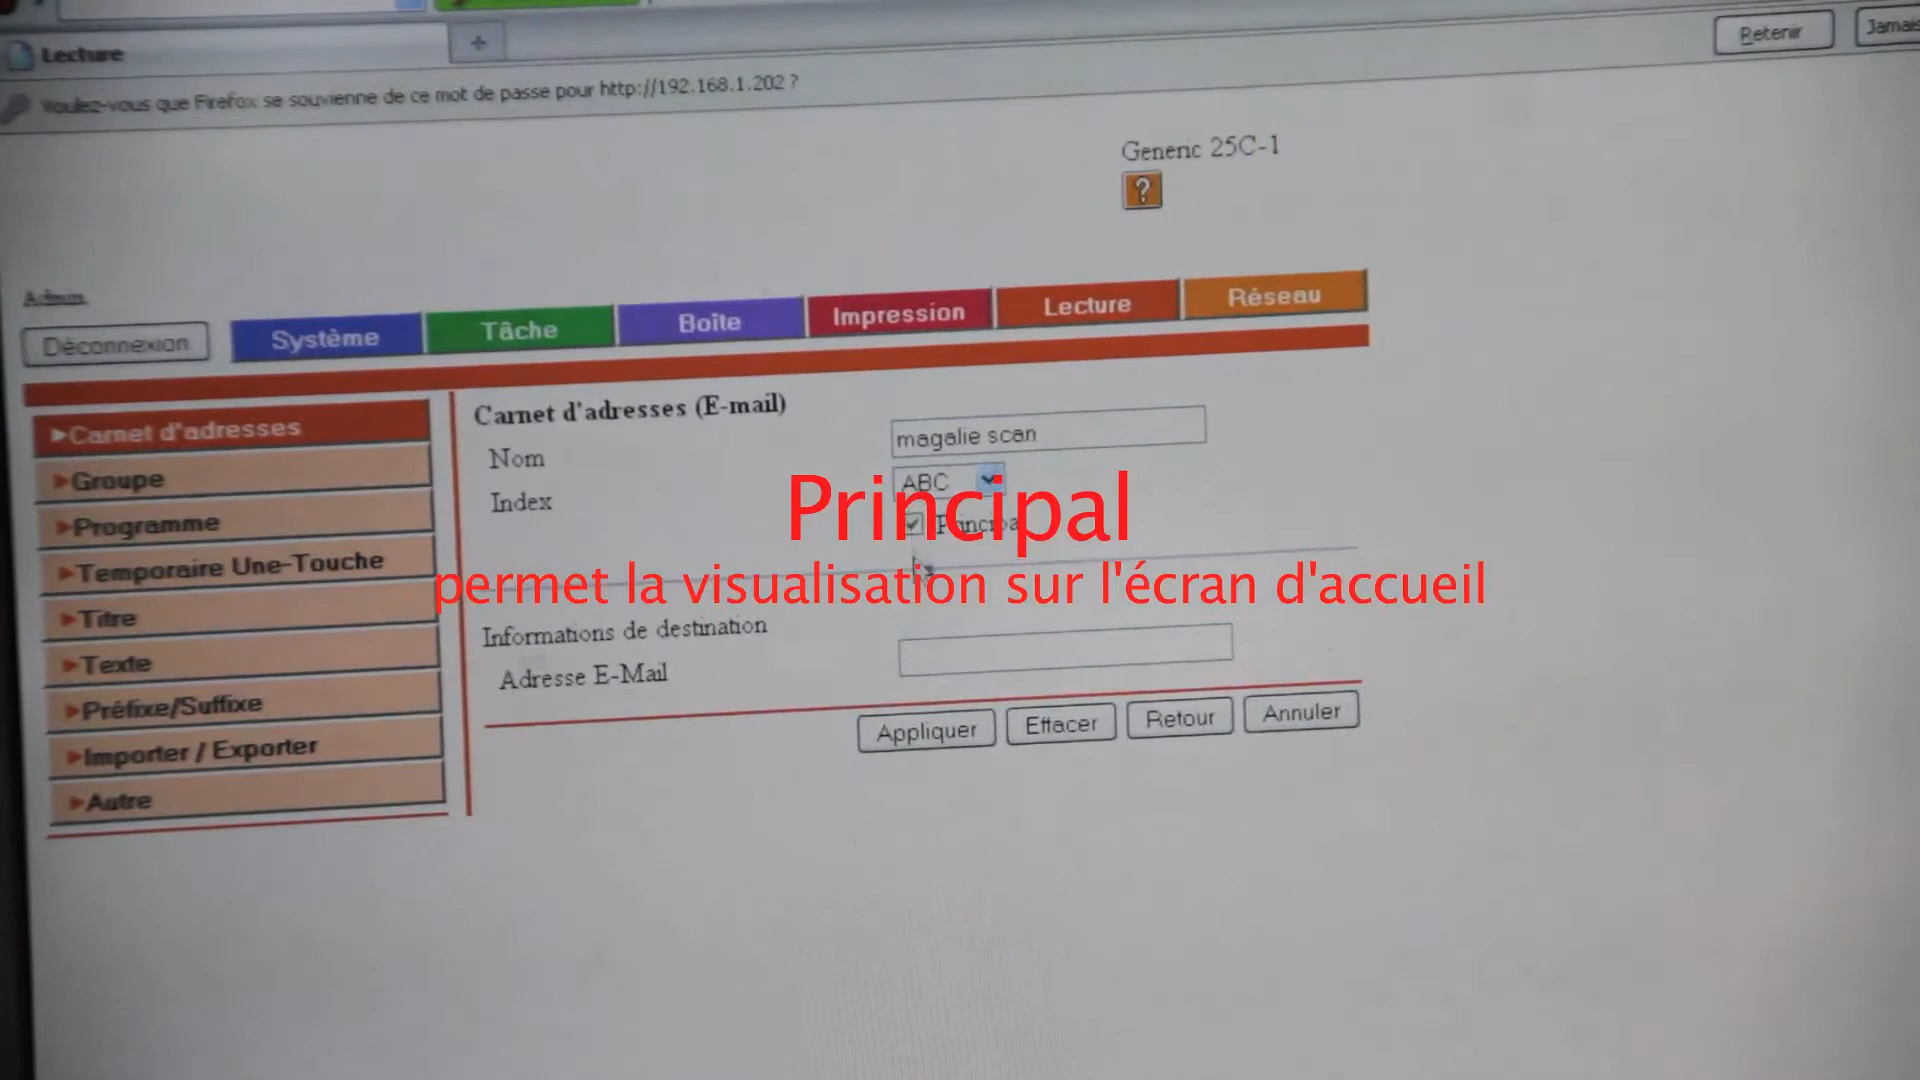 Lecture
+
Retenir
Jamais
Voulez-vous que Firefox se souvienne de ce mot de passe pour http://192.168.1.202 ?
Generic 25C-1
?
Admin
Déconnexion
Système
Tâche
Boîte
Impression
Lecture
Réseau
Carnet d'adresses
Groupe
Programme
Temporaire Une-Touche
Titre
Texte
Préfixe/Suffixe
Importer / Exporter
Autre
Carnet d'adresses (E-mail)
Nom
magalie scan
Index
ABC
Principal
Principal
permet la visualisation sur l'écran d'accueil
Informations de destination
Adresse E-Mail
Appliquer
Effacer
Retour
Annuler